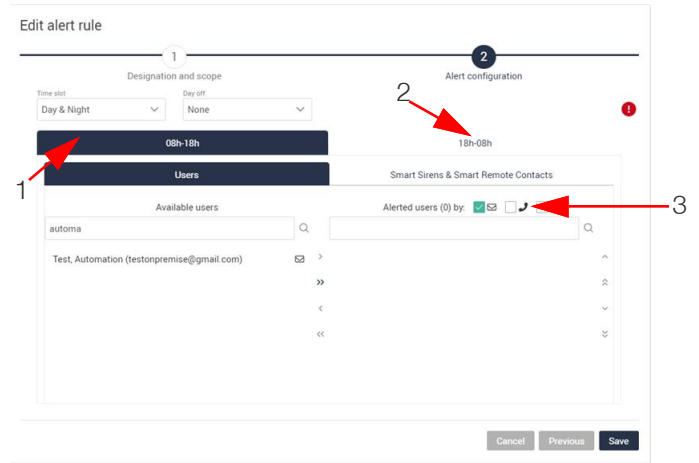 Edit alert rule
1
2
Designation and scope
Alert configuration
Time slot
Day off
Day & Night
None
2
!
08h-18h
18h-08h
1
Users
Smart Sirens & Smart Remote Contacts
Available users
Alerted users (0) by:
3
automa
Test, Automation (testonpremise@gmail.com)
Cancel
Previous
Save